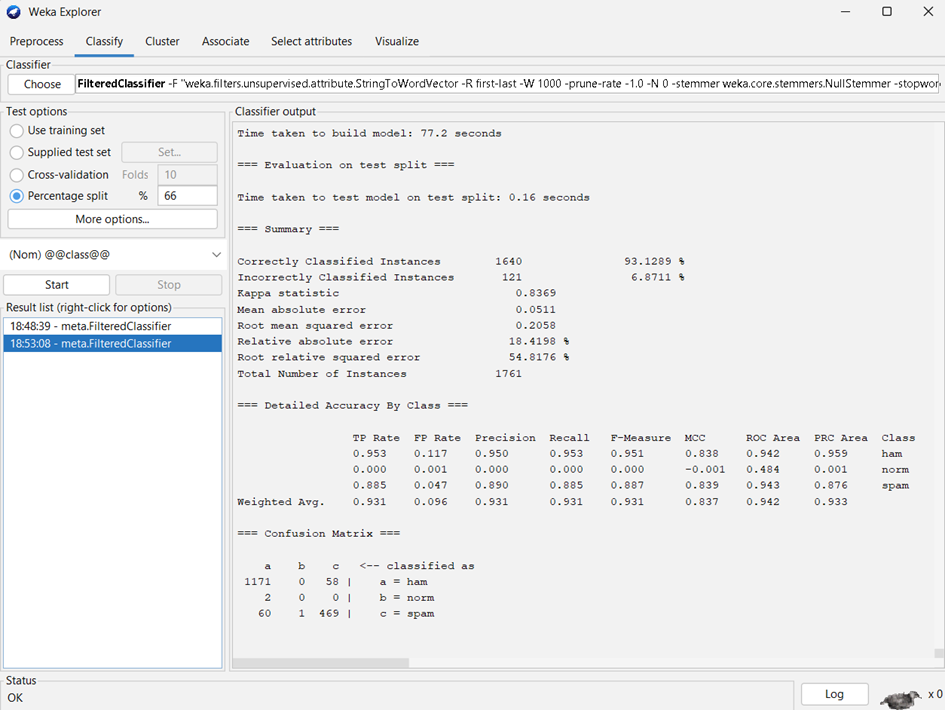 Weka Explorer
Preprocess Classify Cluster Associate Select attributes Visualize
Classifier
Choose FilteredClassifier -F "weka.filters.unsupervised.attribute.StringToWordVector -R first-last -W 1000 -prune-rate -1.0 -N 0 -stemmer weka.core.stemmers.NullStemmer -stopwor
Test options
Use training set
Supplied test set Set...
Cross-validation Folds 10
Percentage split % 66
More options...
(Nom) @@class@@
Start Stop
Result list (right-click for options)
18:48:39 - meta.FilteredClassifier
18:53:08 - meta.FilteredClassifier
Classifier output
Time taken to build model: 77.2 seconds
=== Evaluation on test split ===
Time taken to test model on test split: 0.16 seconds
=== Summary ===
Correctly Classified Instances 1640 93.1289 %
Incorrectly Classified Instances 121 6.8711 %
Kappa statistic 0.8369
Mean absolute error 0.0511
Root mean squared error 0.2058
Relative absolute error 18.4198 %
Root relative squared error 54.8176 %
Total Number of Instances 1761
=== Detailed Accuracy By Class ===
TP Rate FP Rate Precision Recall F-Measure MCC ROC Area PRC Area Class
0.953 0.117 0.950 0.953 0.951 0.838 0.942 0.959 ham
0.000 0.001 0.000 0.000 0.000 -0.001 0.484 0.001 norm
0.885 0.047 0.890 0.885 0.887 0.839 0.943 0.876 spam
Weighted Avg. 0.931 0.096 0.931 0.931 0.931 0.837 0.942 0.933
=== Confusion Matrix ===
a b c <-- classified as
1171 0 58 | a = ham
2 0 0 | b = norm
60 1 469 | c = spam
Status
OK
Log x 0